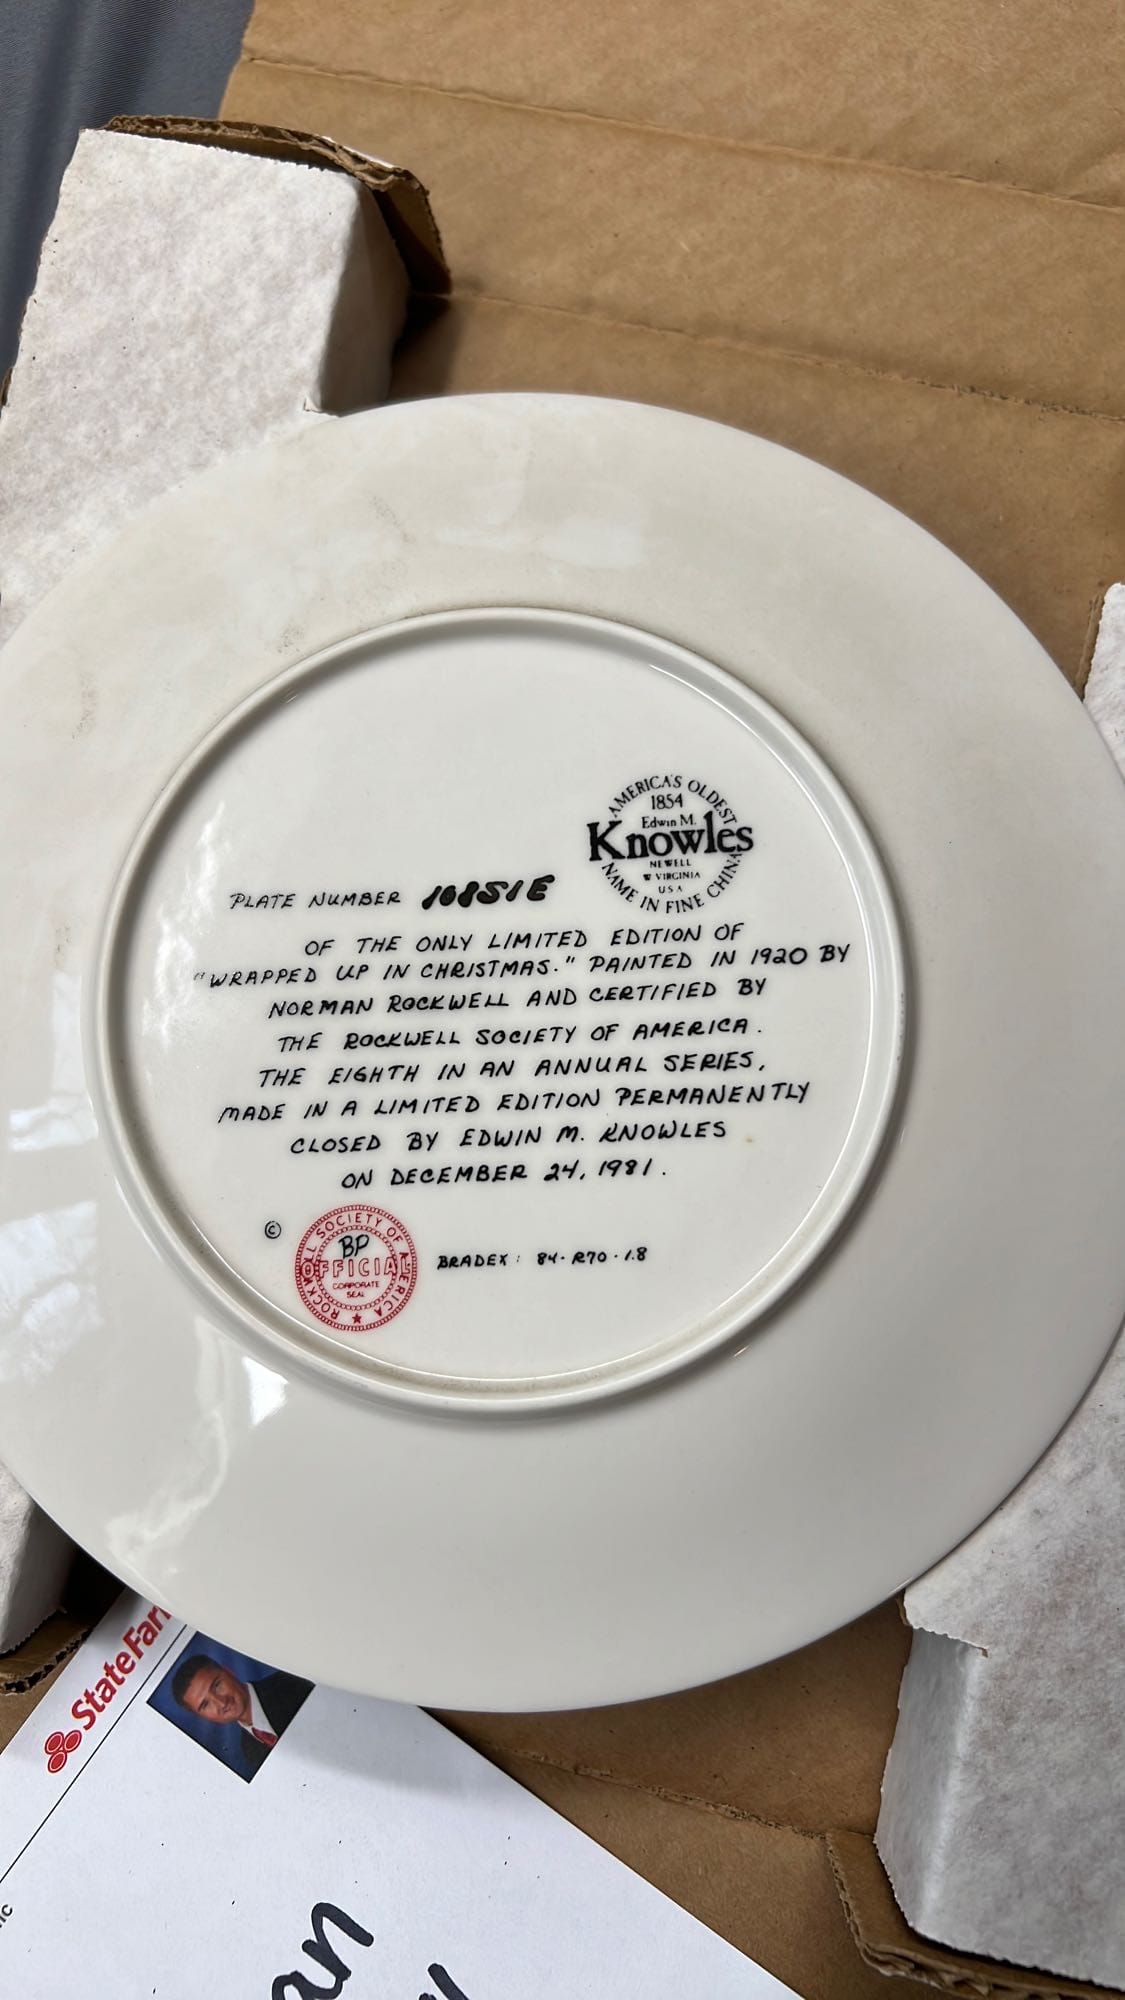 AMERICA'S OLDEST
1854
Edwin M.
Knowles
NEWELL
W VIRGINIA
USA
NAME IN FINE CHINA
PLATE NUMBER 10851E
OF THE ONLY LIMITED EDITION OF
"WRAPPED UP IN CHRISTMAS." PAINTED IN 1920 BY
NORMAN ROCKWELL AND CERTIFIED BY
THE ROCKWELL SOCIETY OF AMERICA.
THE EIGHTH IN AN ANNUAL SERIES,
MADE IN A LIMITED EDITION PERMANENTLY
CLOSED BY EDWIN M. KNOWLES
ON DECEMBER 24, 1981.
©
ROCKWELL SOCIETY OF AMERICA
BP
OFFICIAL
CORPORATE
SEAL
BRADEX: 84-R70-1.8
StateFarm
an